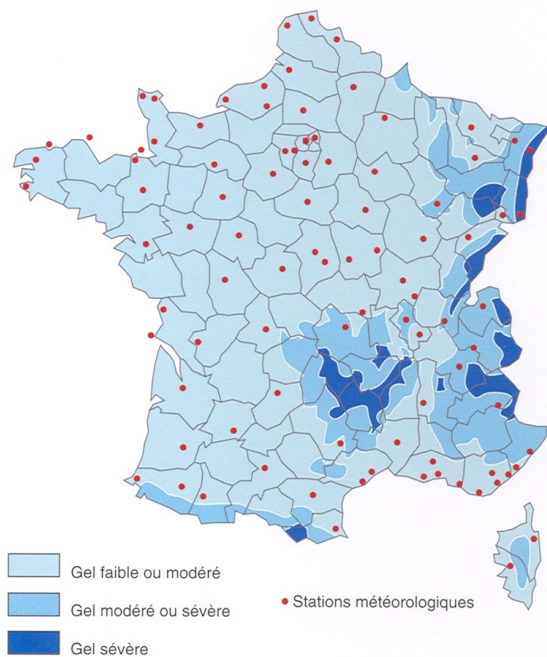 Gel faible ou modéré
Gel modéré ou sévère
Gel sévère
Stations météorologiques